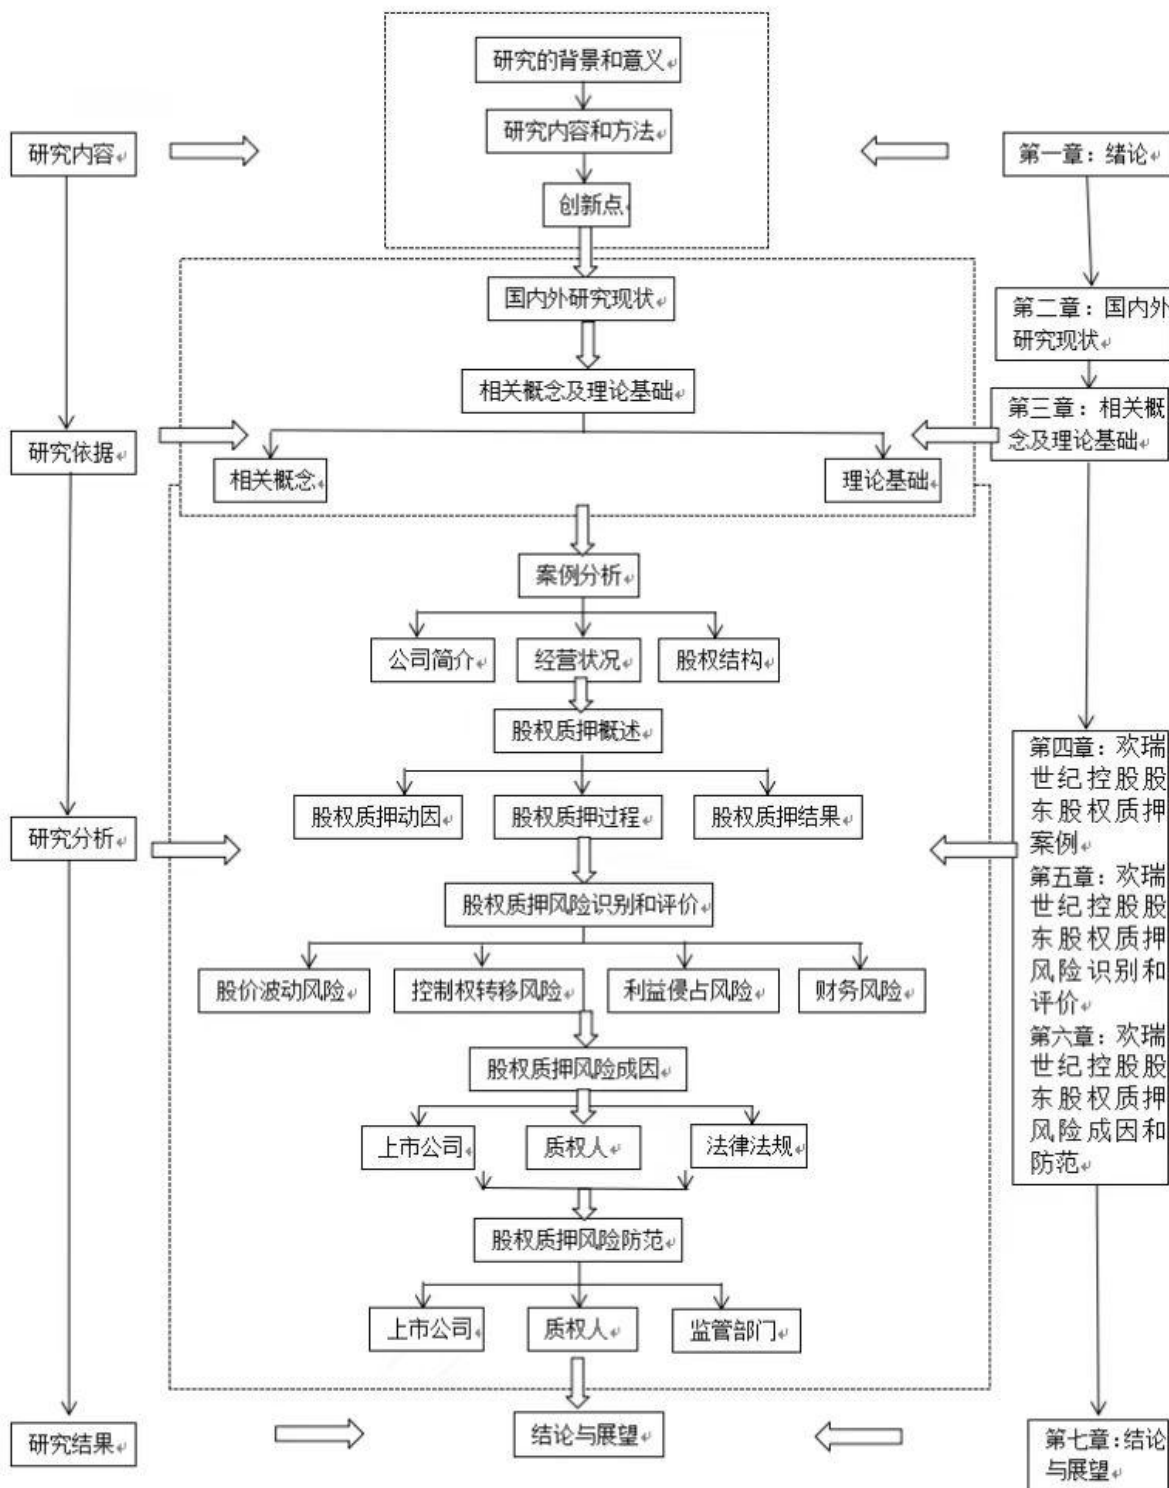 研究的背景和意义
研究内容和方法
创新点
研究内容
第一章：绪论
国内外研究现状
第二章：国内外
研究现状
相关概念及理论基础
第三章：相关概
念及理论基础
研究依据
相关概念
理论基础
案例分析
公司简介
经营状况
股权结构
股权质押概述
股权质押动因
股权质押过程
股权质押结果
研究分析
第四章：欢瑞
世纪控股股
东股权质押
案例
第五章：欢瑞
世纪控股股
东股权质押
风险识别和
评价
第六章：欢瑞
世纪控股股
东股权质押
风险成因和
防范
股权质押风险识别和评价
股价波动风险
控制权转移风险
利益侵占风险
财务风险
股权质押风险成因
上市公司
质权人
法律法规
股权质押风险防范
上市公司
质权人
监管部门
研究结果
结论与展望
第七章：结论
与展望